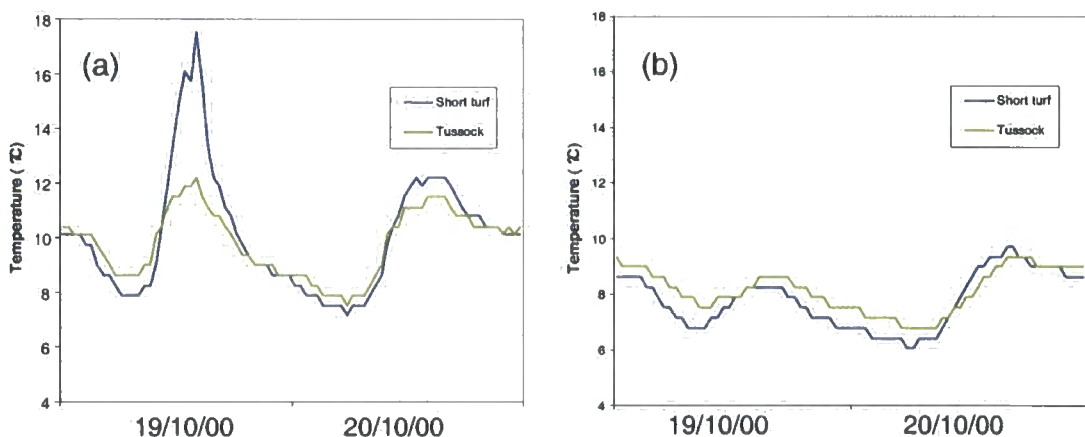 18
(a)
16
Short turf
Tussock
14
12
10
8
6
4
Temperature (℃)
19/10/00
20/10/00
18
(b)
16
Short turf
Tussock
14
12
10
8
6
4
Temperature (℃)
19/10/00
20/10/00